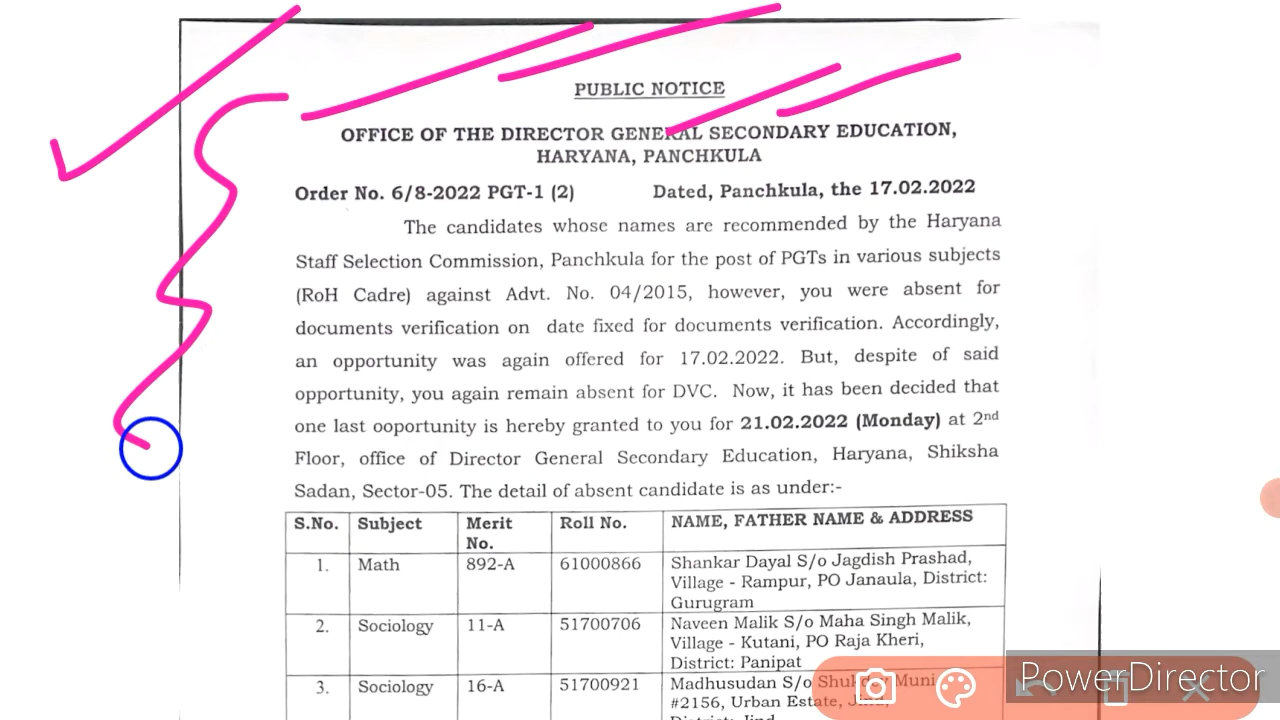 PUBLIC NOTICE
OFFICE OF THE DIRECTOR GENERAL SECONDARY EDUCATION,
HARYANA, PANCHKULA
Order No. 6/8-2022 PGT-1 (2) Dated, Panchkula, the 17.02.2022
The candidates whose names are recommended by the Haryana
Staff Selection Commission, Panchkula for the post of PGTs in various subjects
(RoH Cadre) against Advt. No. 04/2015, however, you were absent for
documents verification on date fixed for documents verification. Accordingly,
an opportunity was again offered for 17.02.2022. But, despite of said
opportunity, you again remain absent for DVC. Now, it has been decided that
one last ooportunity is hereby granted to you for 21.02.2022 (Monday) at 2nd
Floor, office of Director General Secondary Education, Haryana, Shiksha
Sadan, Sector-05. The detail of absent candidate is as under:-
S.No. Subject Merit No. Roll No. NAME, FATHER NAME & ADDRESS
1. Math 892-A 61000866 Shankar Dayal S/o Jagdish Prashad,
Village - Rampur, PO Janaula, District:
Gurugram
2. Sociology 11-A 51700706 Naveen Malik S/o Maha Singh Malik,
Village - Kutani, PO Raja Kheri,
District: Panipat
3. Sociology 16-A 51700921 Madhusudan S/o
#2156, Urban Estate,
PowerDirector